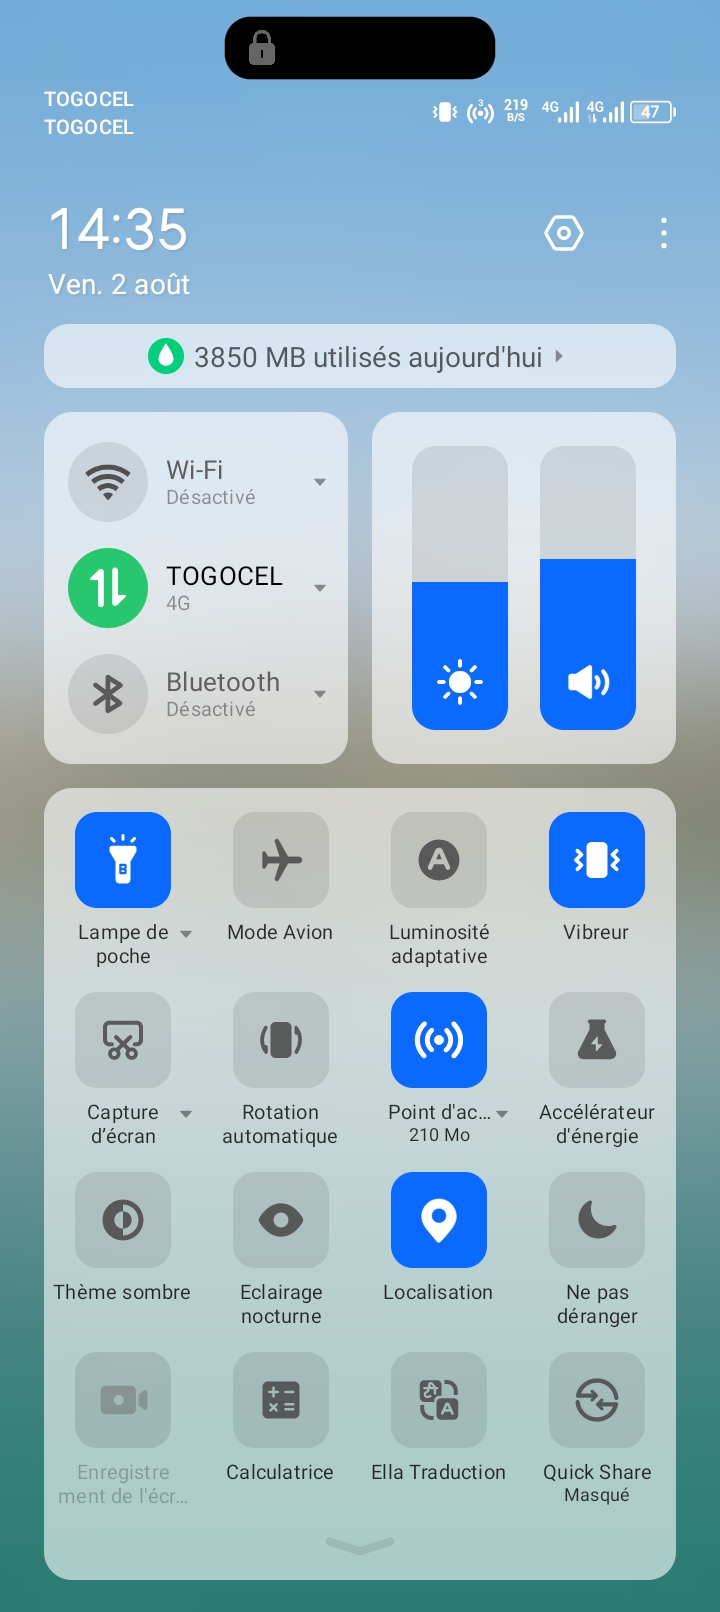 TOGOCEL
TOGOCEL
3
219
B/S
4G
4G
47
14:35
Ven. 2 août
3850 MB utilisés aujourd'hui
Wi-Fi
Désactivé
TOGOCEL
4G
Bluetooth
Désactivé
Lampe de
poche
Mode Avion
Luminosité
adaptative
Vibreur
Capture
d’écran
Rotation
automatique
Point d'ac...
210 Mo
Accélérateur
d'énergie
Thème sombre
Eclairage
nocturne
Localisation
Ne pas
déranger
Enregistre
ment de l'écr...
Calculatrice
Ella Traduction
Quick Share
Masqué